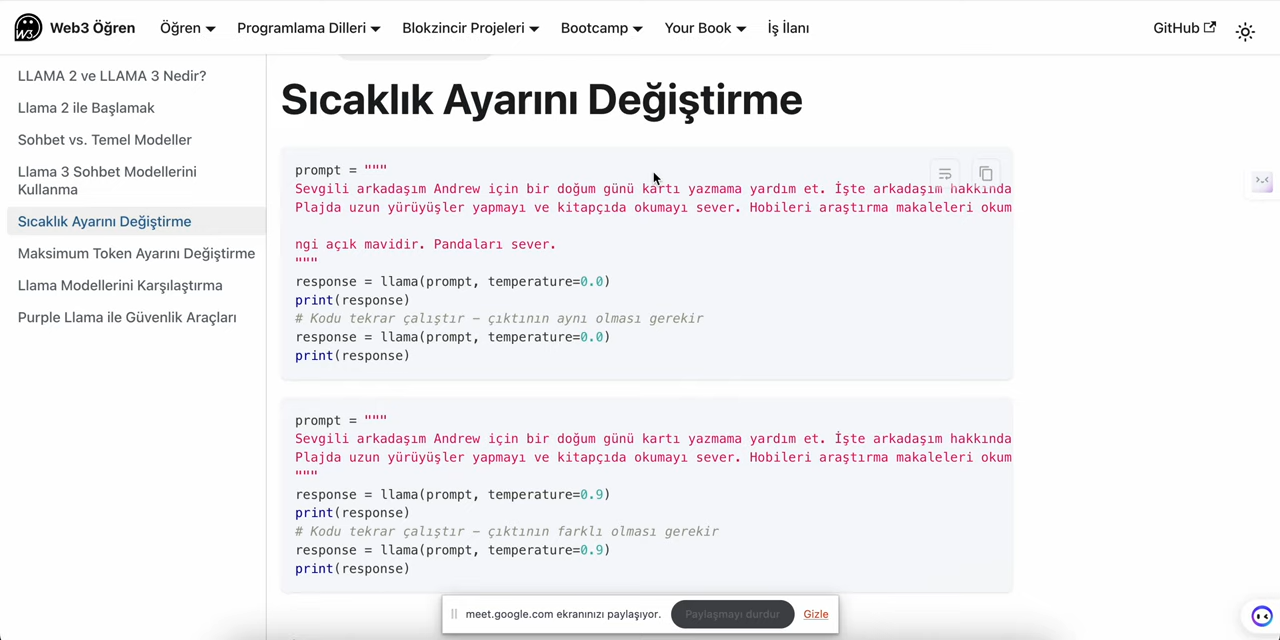 Web3 Öğren Öğren Programlama Dilleri Blokzincir Projeleri Bootcamp Your Book İş İlanı GitHub
LLAMA 2 ve LLAMA 3 Nedir?
Llama 2 ile Başlamak
Sohbet vs. Temel Modeller
Llama 3 Sohbet Modellerini
Kullanma
Sıcaklık Ayarını Değiştirme
Maksimum Token Ayarını Değiştirme
Llama Modellerini Karşılaştırma
Purple Llama ile Güvenlik Araçları
Sıcaklık Ayarını Değiştirme
prompt = """
Sevgili arkadaşım Andrew için bir doğum günü kartı yazmama yardım et. İşte arkadaşım hakkında
Plajda uzun yürüyüşler yapmayı ve kitapçıda okumayı sever. Hobileri araştırma makaleleri okum
ngi açık mavidir. Pandaları sever.
"""
response = llama(prompt, temperature=0.0)
print(response)
# Kodu tekrar çalıştır – çıktının aynı olması gerekir
response = llama(prompt, temperature=0.0)
print(response)
prompt = """
Sevgili arkadaşım Andrew için bir doğum günü kartı yazmama yardım et. İşte arkadaşım hakkında
Plajda uzun yürüyüşler yapmayı ve kitapçıda okumayı sever. Hobileri araştırma makaleleri okum
"""
response = llama(prompt, temperature=0.9)
print(response)
# Kodu tekrar çalıştır – çıktının farklı olması gerekir
response = llama(prompt, temperature=0.9)
print(response)
meet.google.com ekranınızı paylaşıyor. Paylaşmayı durdur Gizle